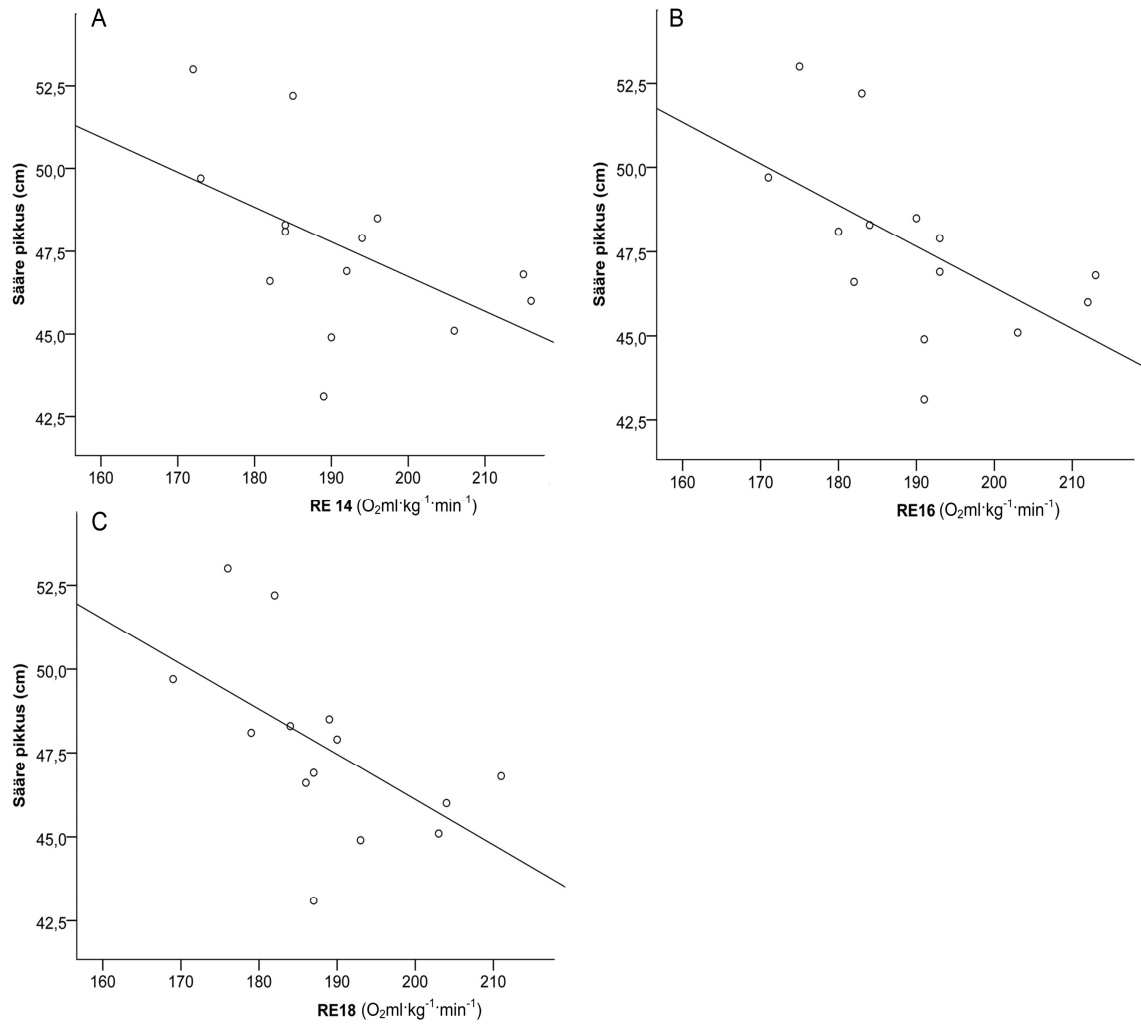 A
52,5
50,0
47,5
45,0
42,5
Sääre pikkus (cm)
160 170 180 190 200 210
RE 14 (O₂ml·kg⁻¹·min⁻¹)
B
52,5
50,0
47,5
45,0
42,5
Sääre pikkus (cm)
160 170 180 190 200 210
RE16 (O₂ml·kg⁻¹·min⁻¹)
C
52,5
50,0
47,5
45,0
42,5
Sääre pikkus (cm)
160 170 180 190 200 210
RE18 (O₂ml·kg⁻¹·min⁻¹)